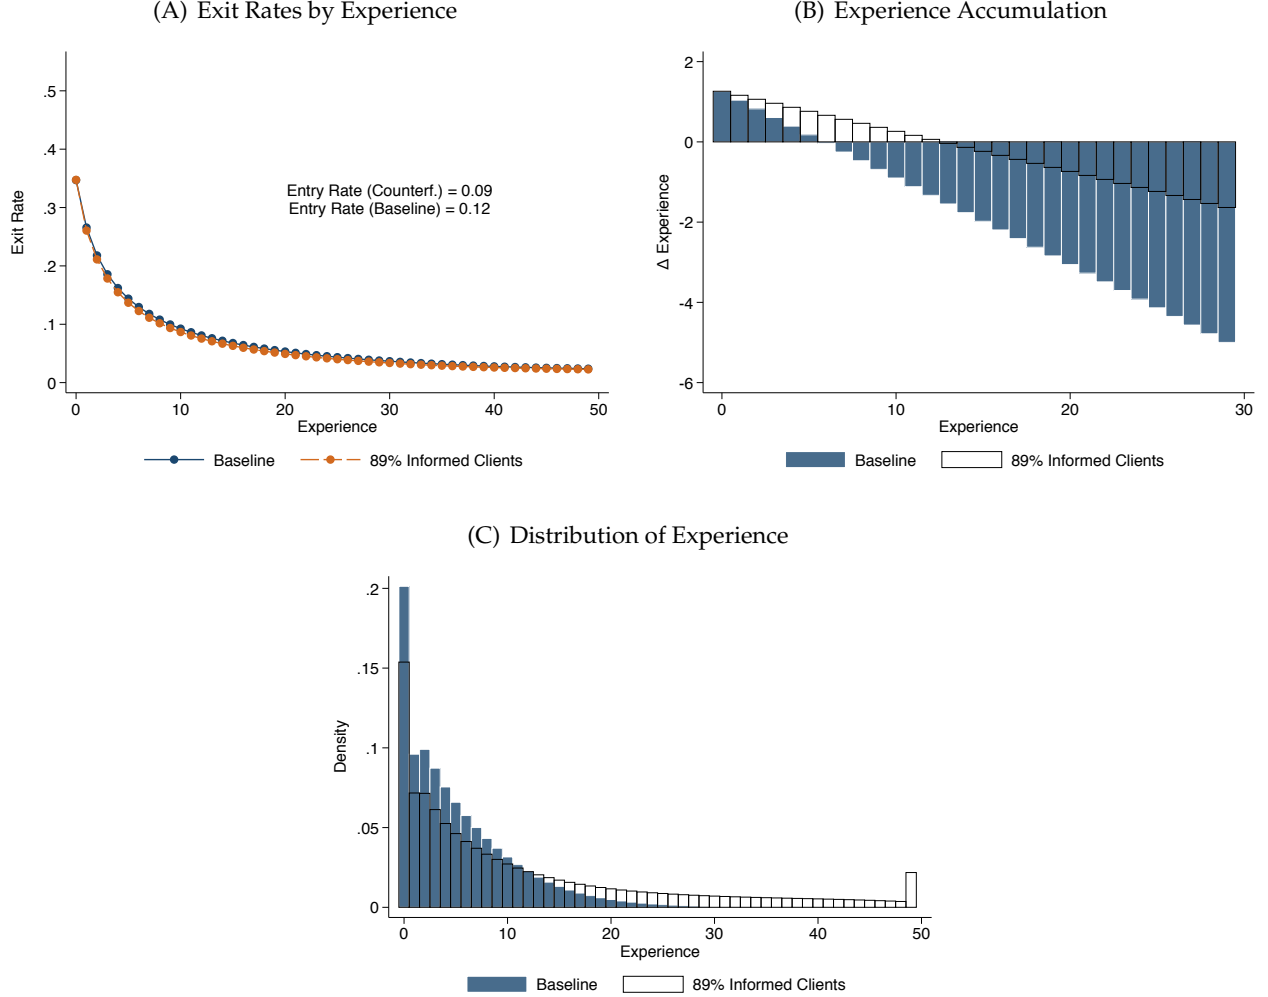 (A) Exit Rates by Experience
.5
.4
.3
.2
.1
0
Exit Rate
Entry Rate (Counterf.) = 0.09
Entry Rate (Baseline) = 0.12
0 10 20 30 40 50
Experience
Baseline 89% Informed Clients
(B) Experience Accumulation
2
0
-2
-4
-6
Δ Experience
0 10 20 30
Experience
Baseline 89% Informed Clients
(C) Distribution of Experience
.2
.15
.1
.05
0
Density
0 10 20 30 40 50
Experience
Baseline 89% Informed Clients